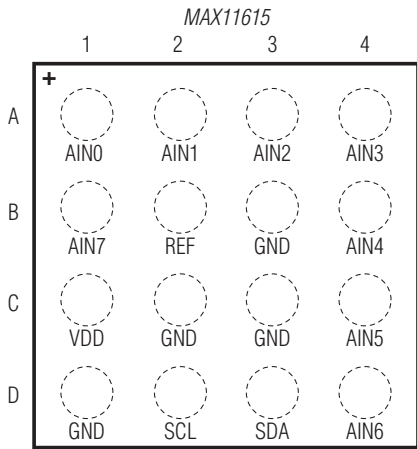 MAX11615
1 2 3 4
+
A
AIN0 AIN1 AIN2 AIN3
B
AIN7 REF GND AIN4
C
VDD GND GND AIN5
D
GND SCL SDA AIN6